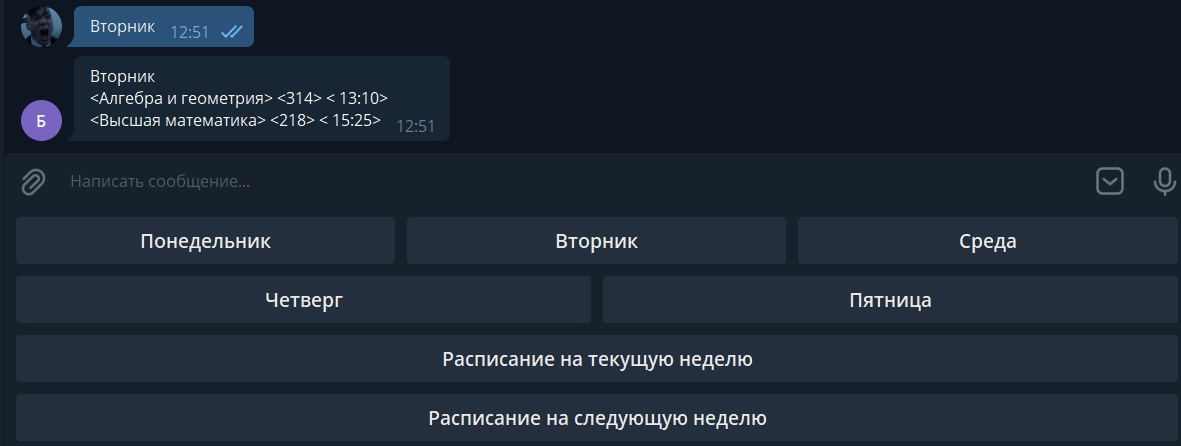 Вторник 12:51
Вторник
<Алгебра и геометрия> <314> < 13:10>
<Высшая математика> <218> < 15:25> 12:51
Б
Написать сообщение...
Понедельник Вторник Среда
Четверг Пятница
Расписание на текущую неделю
Расписание на следующую неделю